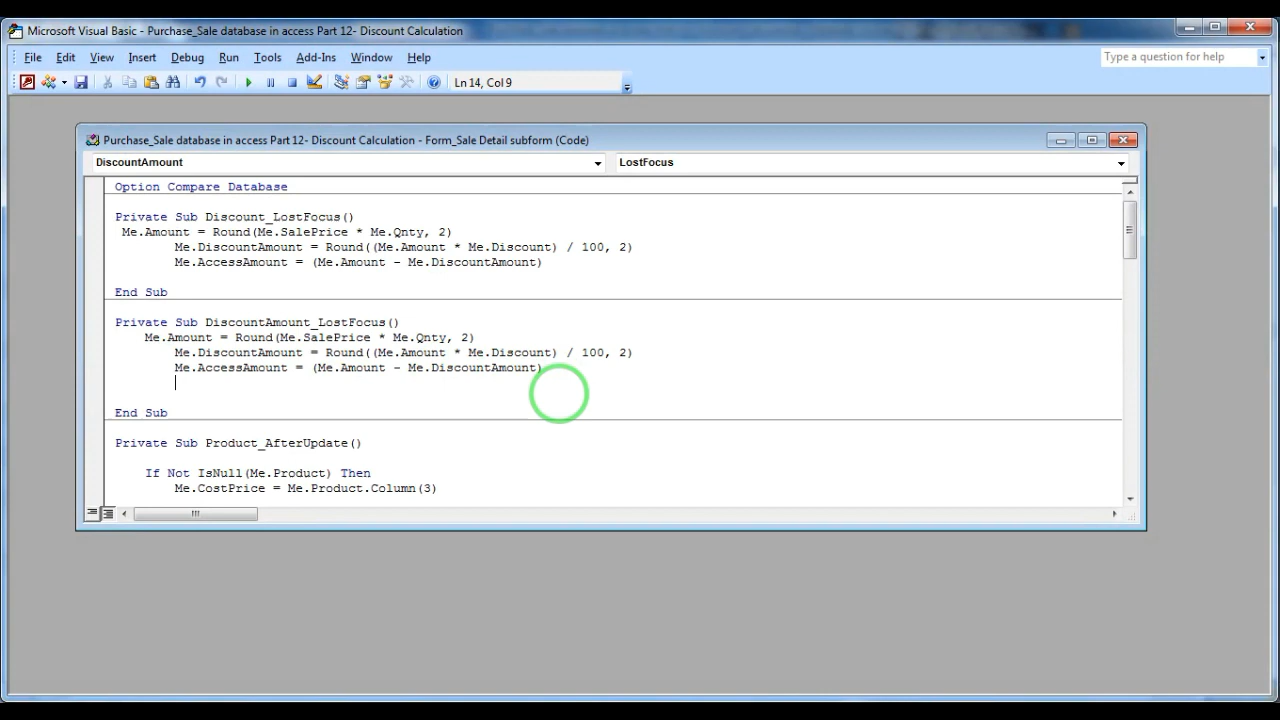 Microsoft Visual Basic - Purchase_Sale database in access Part 12- Discount Calculation
File Edit View Insert Debug Run Tools Add-Ins Window Help
Type a question for help
Ln 14, Col 9
Purchase_Sale database in access Part 12- Discount Calculation - Form_Sale Detail subform (Code)
DiscountAmount
LostFocus
Option Compare Database
Private Sub Discount_LostFocus()
Me.Amount = Round(Me.SalePrice * Me.Qnty, 2)
Me.DiscountAmount = Round((Me.Amount * Me.Discount) / 100, 2)
Me.AccessAmount = (Me.Amount - Me.DiscountAmount)
End Sub
Private Sub DiscountAmount_LostFocus()
Me.Amount = Round(Me.SalePrice * Me.Qnty, 2)
Me.DiscountAmount = Round((Me.Amount * Me.Discount) / 100, 2)
Me.AccessAmount = (Me.Amount - Me.DiscountAmount)
End Sub
Private Sub Product_AfterUpdate()
If Not IsNull(Me.Product) Then
Me.CostPrice = Me.Product.Column(3)